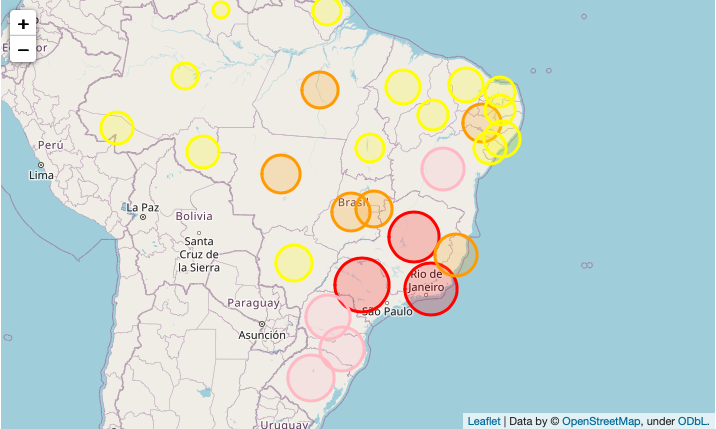 +
−
Perú
Lima
La Paz
Bolivia
Santa
Cruz de
la Sierra
Brasil
Rio de
Janeiro
São Paulo
Paraguay
Asunción
Uruguay
Leaflet | Data by © OpenStreetMap, under ODbL.